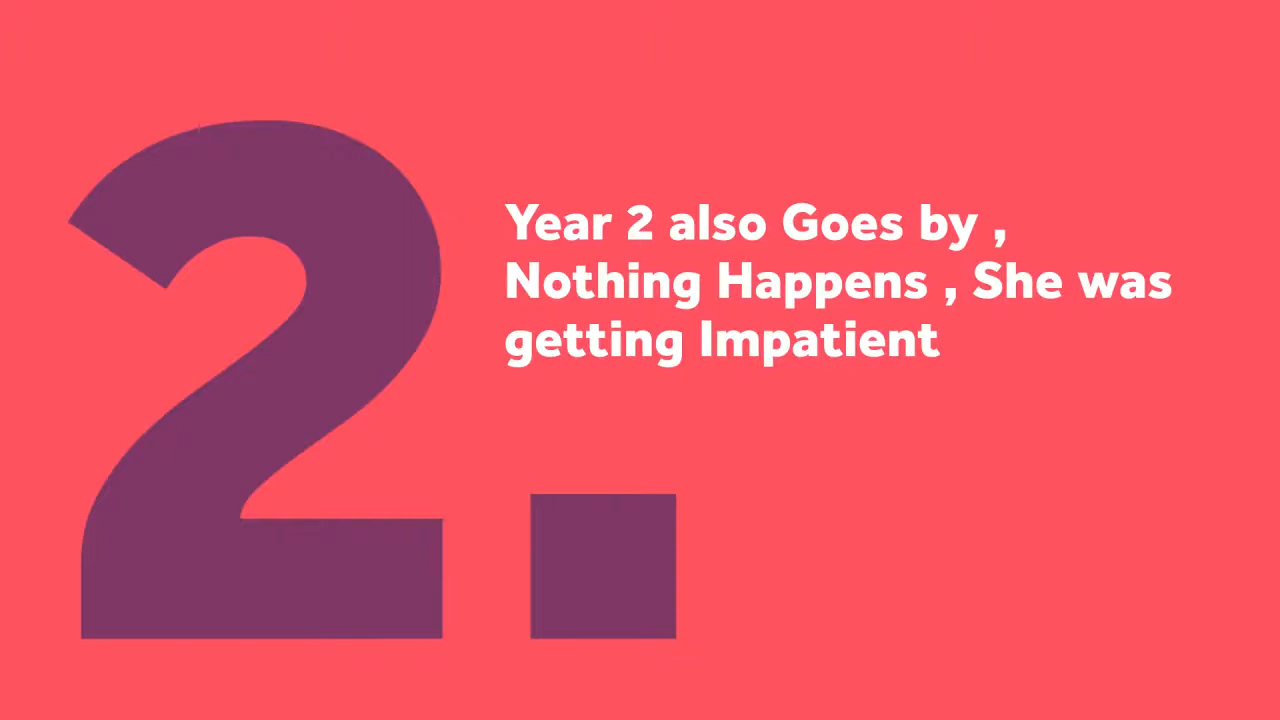 2.
Year 2 also Goes by ,
Nothing Happens , She was
getting Impatient